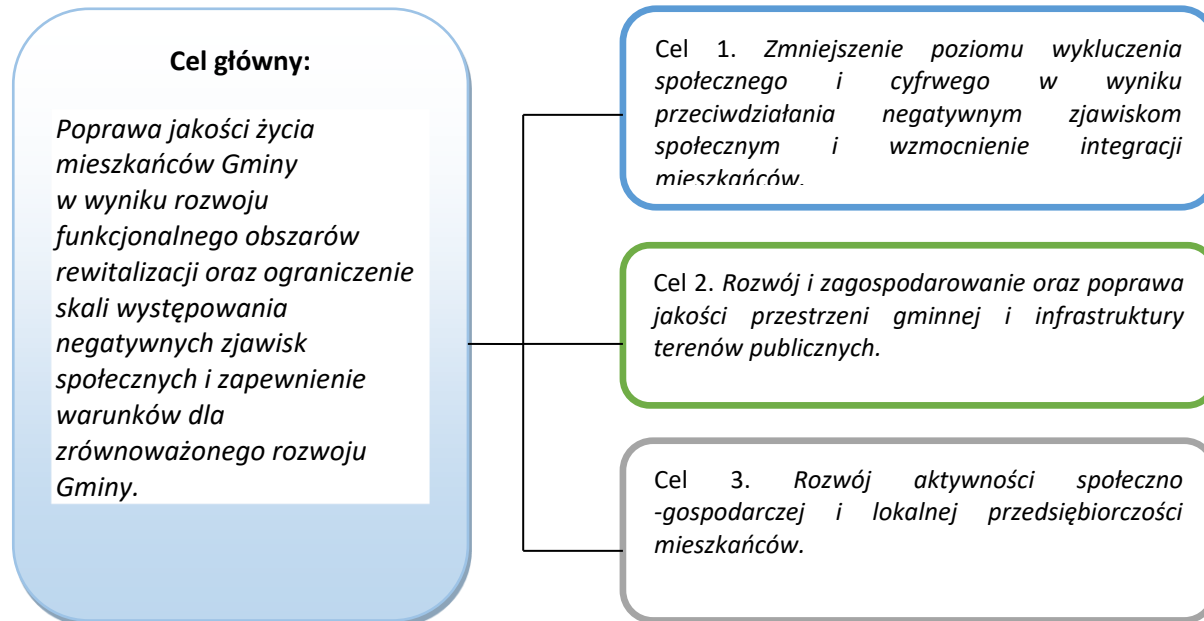 Cel główny:
Poprawa jakości życia
mieszkańców Gminy
w wyniku rozwoju
funkcjonalnego obszarów
rewitalizacji oraz ograniczenie
skali występowania
negatywnych zjawisk
społecznych i zapewnienie
warunków dla
zrównoważonego rozwoju
Gminy.
Cel 1. Zmniejszenie poziomu wykluczenia
społecznego i cyfrwego w wyniku
przeciwdziałania negatywnym zjawiskom
społecznym i wzmocnienie integracji
mieszkańców.
Cel 2. Rozwój i zagospodarowanie oraz poprawa
jakości przestrzeni gminnej i infrastruktury
terenów publicznych.
Cel 3. Rozwój aktywności społeczno
-gospodarczej i lokalnej przedsiębiorczości
mieszkańców.